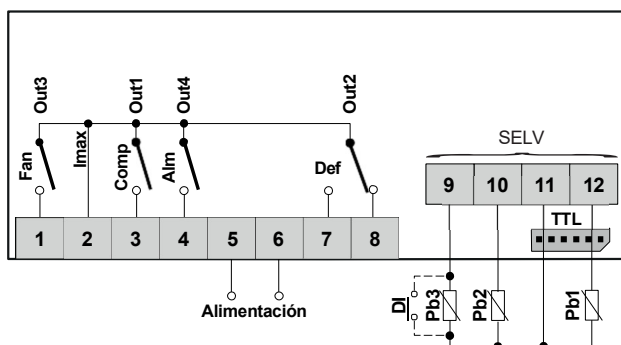 Out3
Imax
Out1
Out4
Out2
Fan
Comp
Alm
Def
SELV
9 10 11 12
1 2 3 4 5 6 7 8
TTL
Alimentación
DI
Pb3
Pb2
Pb1